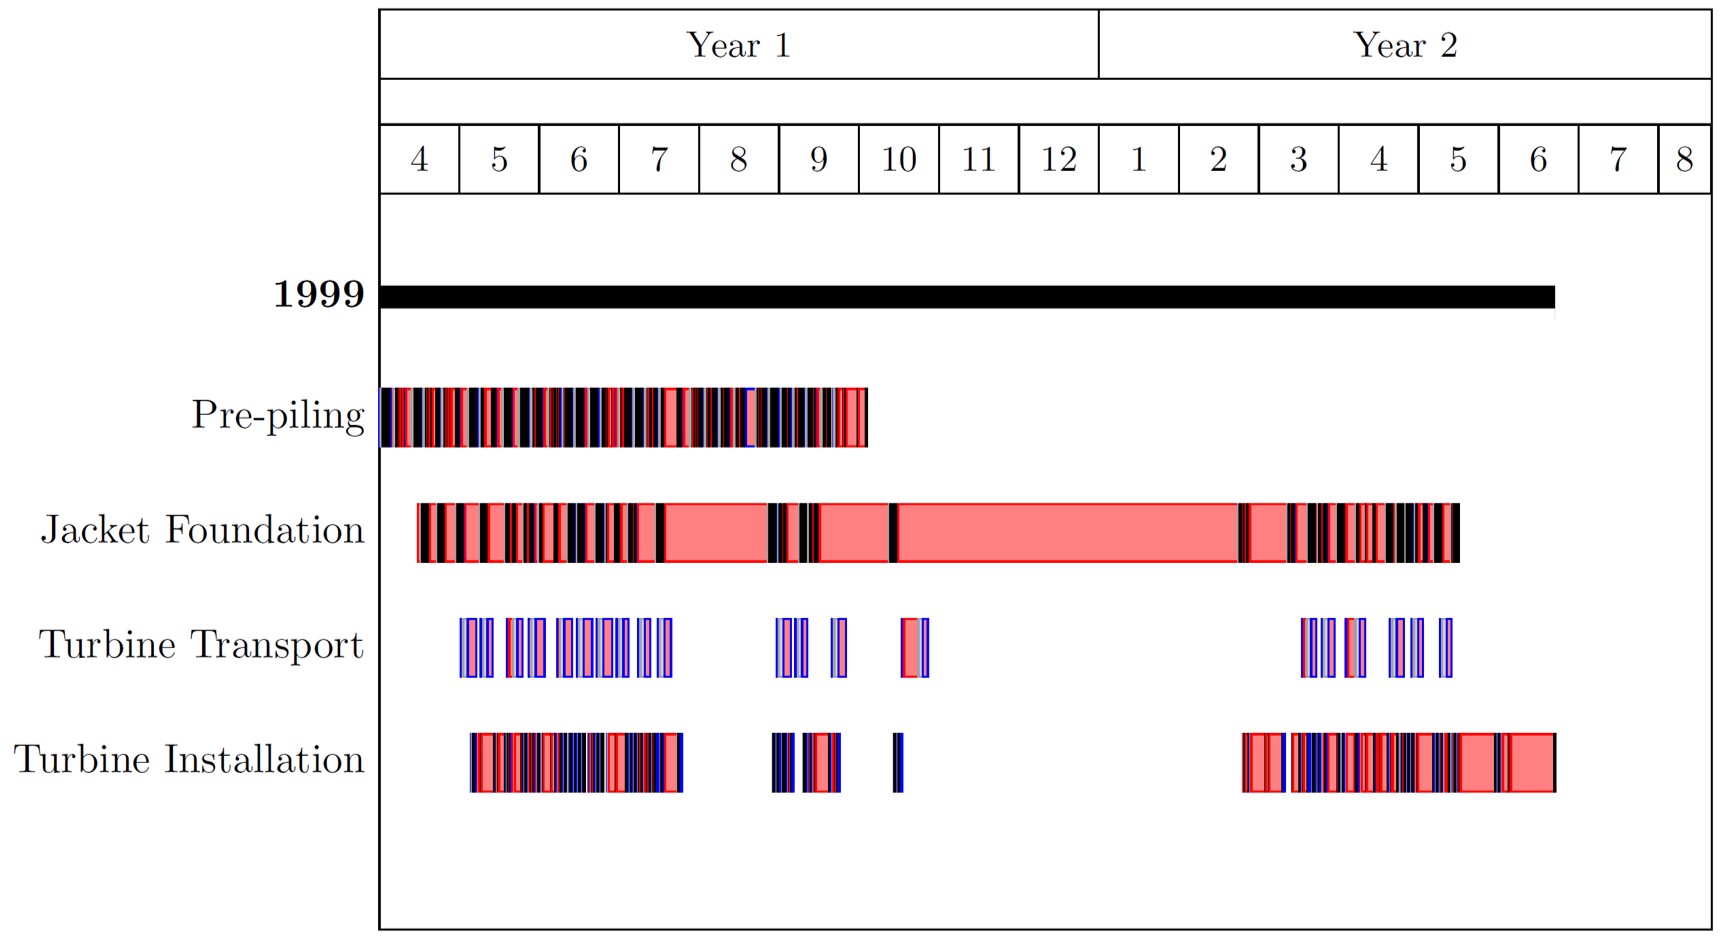 Year 1 Year 2
4 5 6 7 8 9 10 11 12 1 2 3 4 5 6 7 8
1999
Pre-piling
Jacket Foundation
Turbine Transport
Turbine Installation